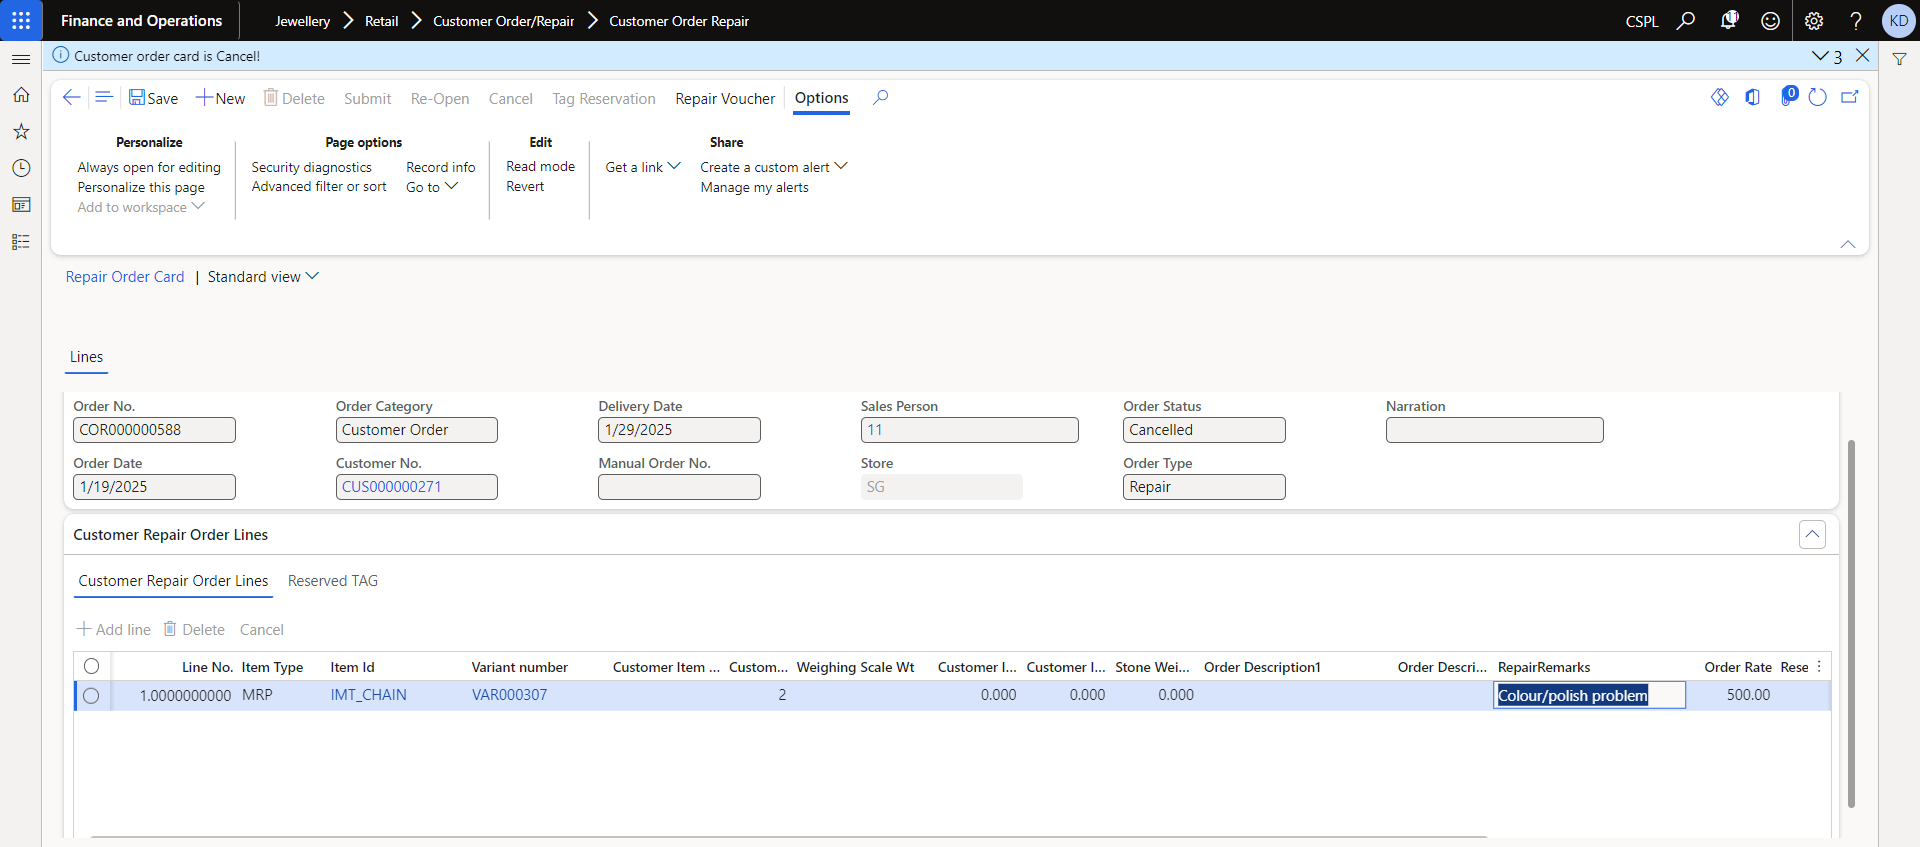 Finance and Operations
Jewellery > Retail > Customer Order/Repair > Customer Order Repair
CSPL
11
?
KD
Customer order card is Cancel!
3
Save
New
Delete
Submit
Re-Open
Cancel
Tag Reservation
Repair Voucher
Options
0
Personalize
Always open for editing
Personalize this page
Add to workspace
Page options
Security diagnostics
Advanced filter or sort
Record info
Go to
Edit
Read mode
Revert
Share
Get a link
Create a custom alert
Manage my alerts
Repair Order Card | Standard view
Lines
Order No. Order Category Delivery Date Sales Person Order Status Narration
COR000000588 Customer Order 1/29/2025 11 Cancelled
Order Date Customer No. Manual Order No. Store Order Type
1/19/2025 CUS000000271 SG Repair
Customer Repair Order Lines
Customer Repair Order Lines Reserved TAG
Add line Delete Cancel
Line No. Item Type Item Id Variant number Customer Item ... Custom... Weighing Scale Wt Customer I... Customer I... Stone Wei... Order Description1 Order Descri... RepairRemarks Order Rate Rese
1.0000000000 MRP IMT_CHAIN VAR000307 2 0.000 0.000 0.000 Colour/polish problem 500.00